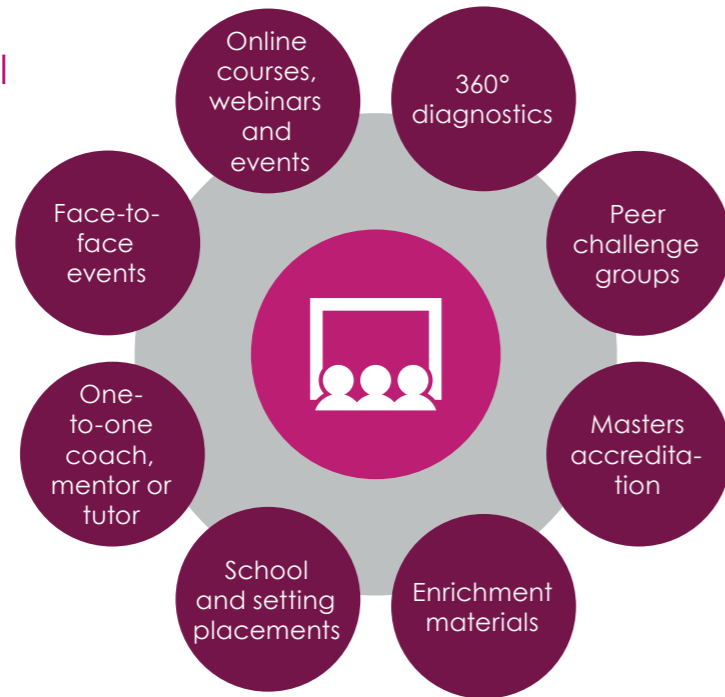 Online
courses,
webinars
and
events
360°
diagnostics
Peer
challenge
groups
Masters
accredita-
tion
Enrichment
materials
School
and setting
placements
One-
to-one
coach,
mentor or
tutor
Face-to-
face
events